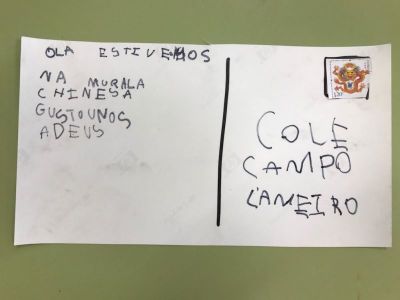 OLA ESTIVEMOS
NA MURALA
CHINESA
GUSTOUNOS
ADEUS
COLE
CAMPO
LAMEIRO